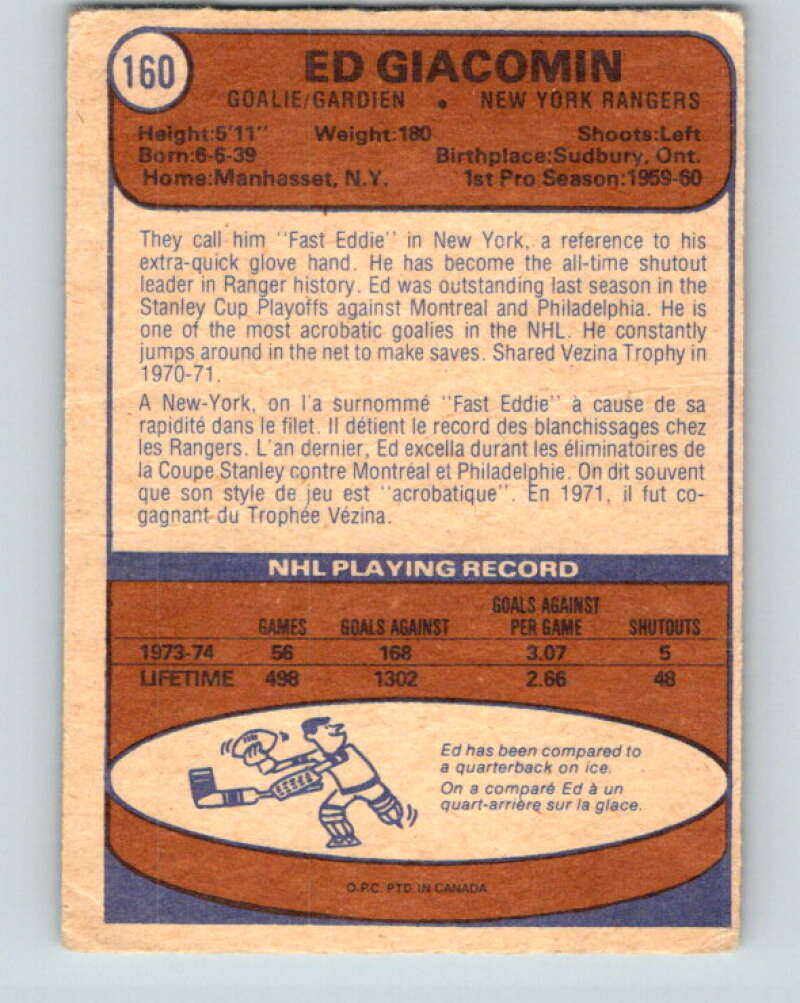 160
ED GIACOMIN
GOALIE/GARDIEN • NEW YORK RANGERS
Height:5'11" Weight:180 Shoots:Left
Born:6-6-39 Birthplace:Sudbury, Ont.
Home:Manhasset, N.Y. 1st Pro Season:1959-60
They call him "Fast Eddie" in New York, a reference to his
extra-quick glove hand. He has become the all-time shutout
leader in Ranger history. Ed was outstanding last season in the
Stanley Cup Playoffs against Montreal and Philadelphia. He is
one of the most acrobatic goalies in the NHL. He constantly
jumps around in the net to make saves. Shared Vezina Trophy in
1970-71.
A New-York, on l'a surnommé "Fast Eddie" à cause de sa
rapidité dans le filet. Il détient le record des blanchissages chez
les Rangers. L'an dernier, Ed excella durant les éliminatoires de
la Coupe Stanley contre Montréal et Philadelphie. On dit souvent
que son style de jeu est "acrobatique". En 1971, il fut co-
gagnant du Trophée Vézina.
NHL PLAYING RECORD
GAMES GOALS AGAINST GOALS AGAINST PER GAME SHUTOUTS
1973-74 56 168 3.07 5
LIFETIME 498 1302 2.66 48
Ed has been compared to
a quarterback on ice.
On a comparé Ed à un
quart-arrière sur la glace.
O.P.C. PTD. IN CANADA